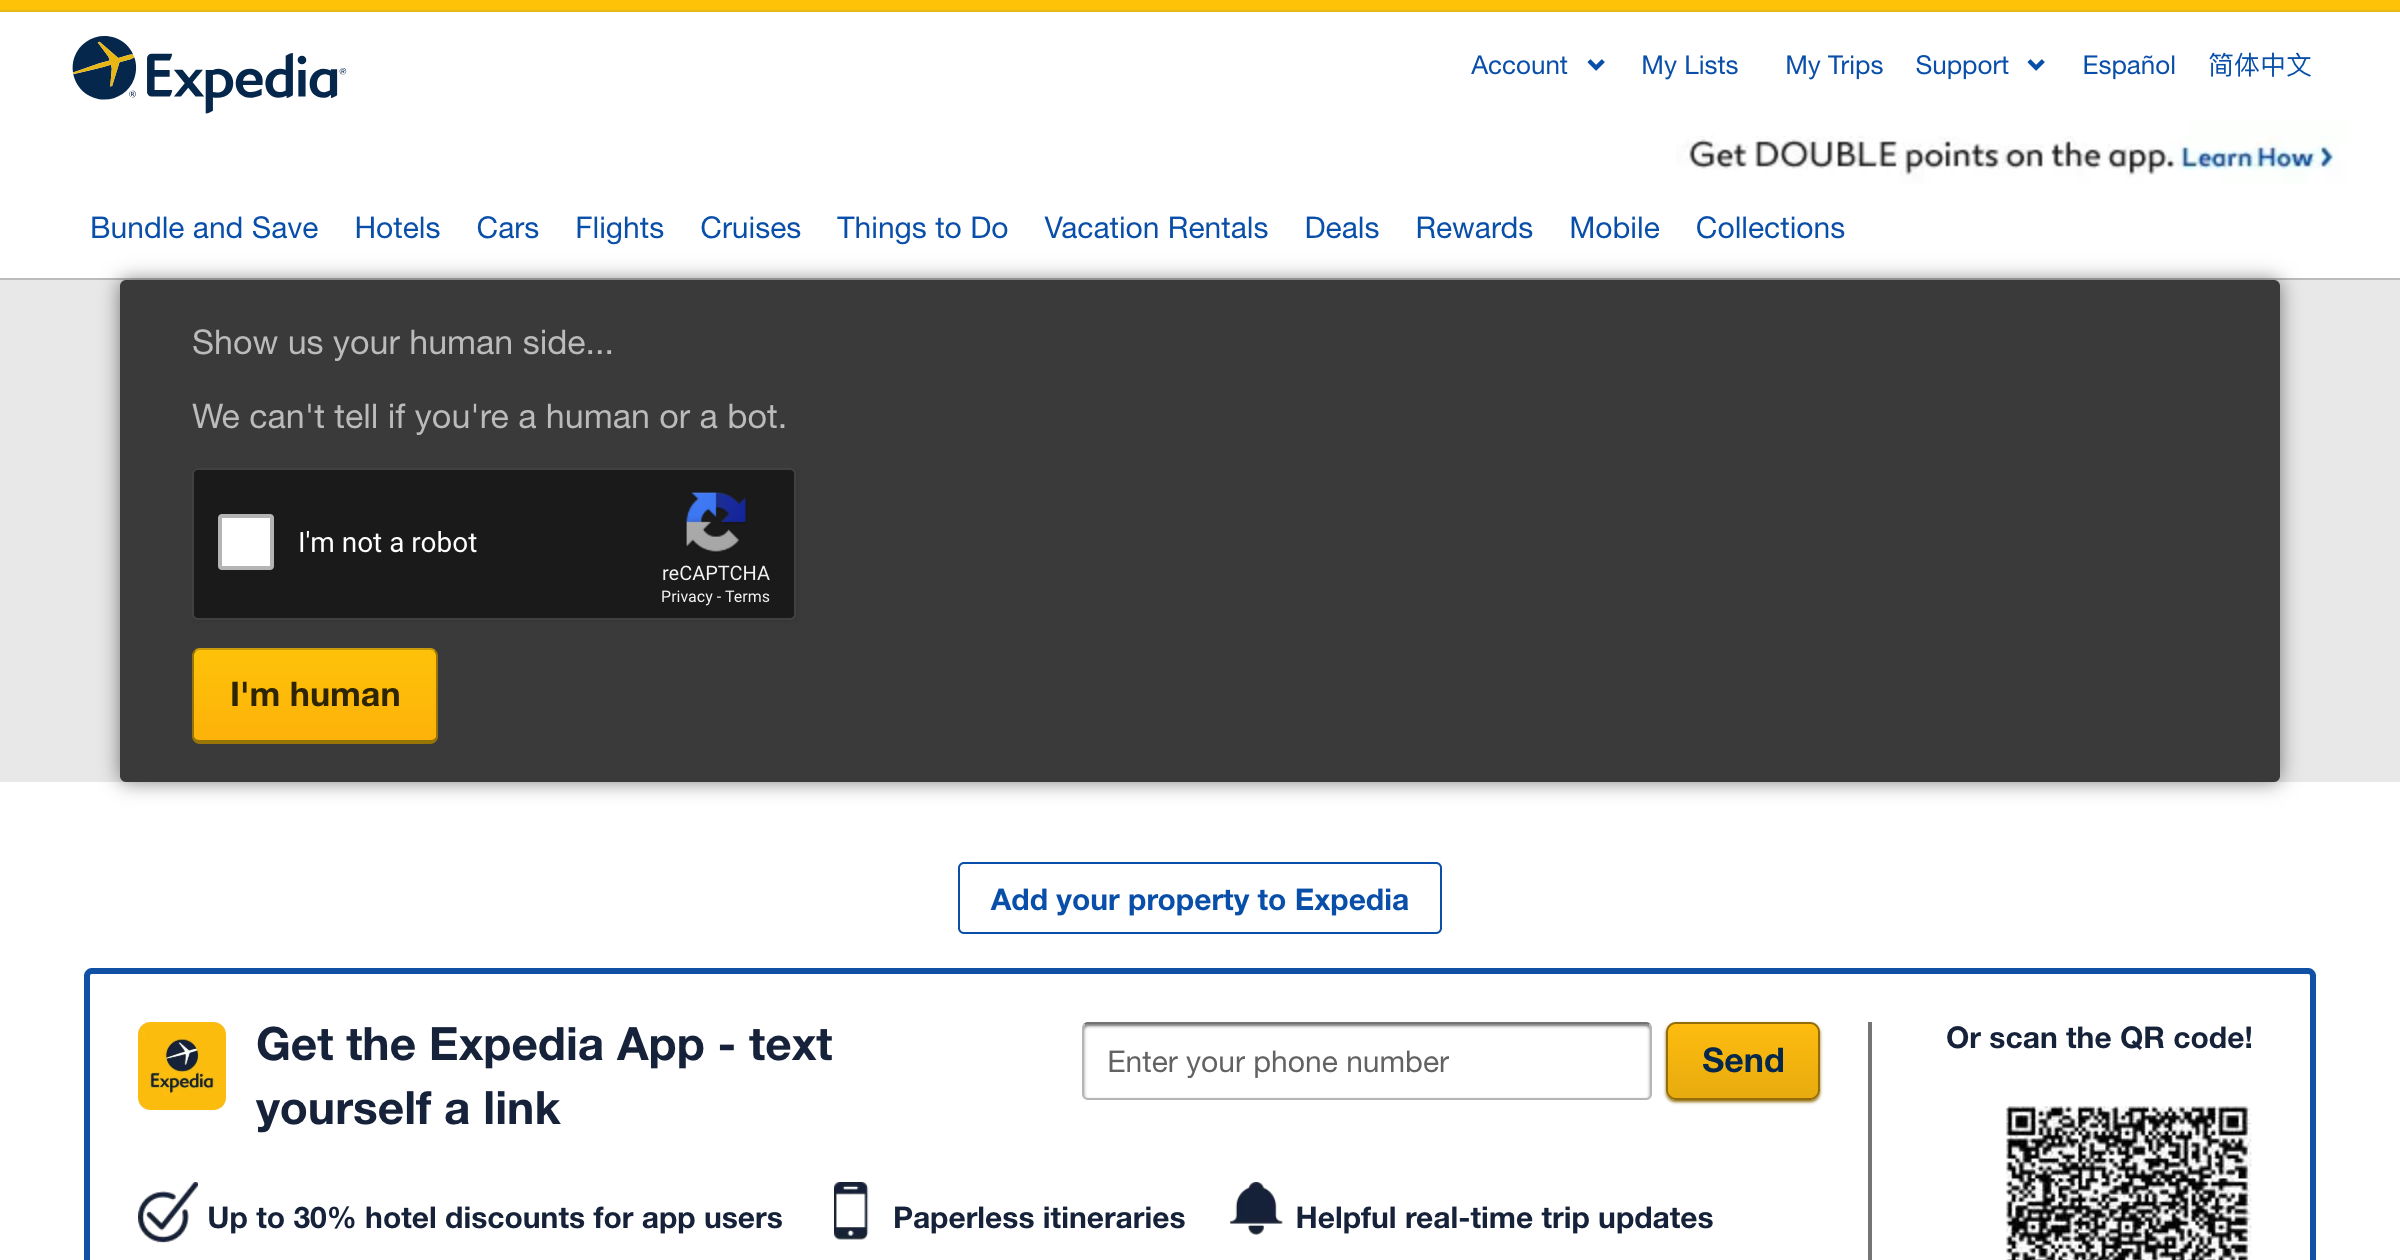 Expedia
Account
My Lists
My Trips
Support
Español
简体中文
Get DOUBLE points on the app. Learn How
Bundle and Save
Hotels
Cars
Flights
Cruises
Things to Do
Vacation Rentals
Deals
Rewards
Mobile
Collections
Show us your human side...
We can't tell if you're a human or a bot.
I'm not a robot
reCAPTCHA
Privacy - Terms
I'm human
Add your property to Expedia
Expedia
Get the Expedia App - text
yourself a link
Enter your phone number
Send
Or scan the QR code!
Up to 30% hotel discounts for app users
Paperless itineraries
Helpful real-time trip updates